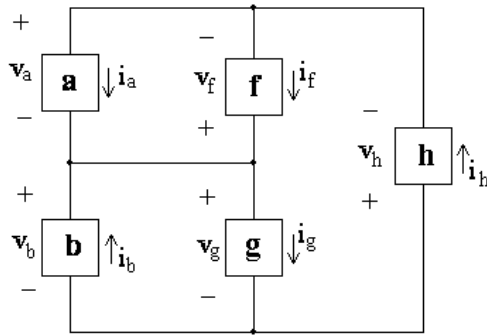 + −
v_a a ↓ i_a v_f f ↓ i_f
− +
− v_h h ↑ i_h +
+ +
v_b b ↑ i_b v_g g ↓ i_g
− −